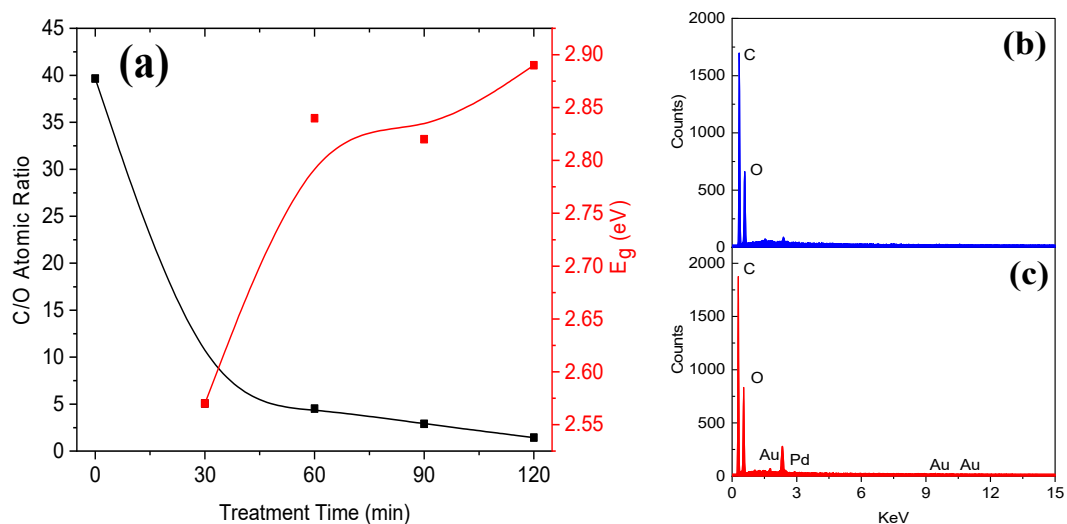 (a)
C/O Atomic Ratio
45
40
35
30
25
20
15
10
5
0
0 30 60 90 120
Treatment Time (min)
2.90
2.85
2.80
2.75
2.70
2.65
2.60
2.55
E_g (eV)
(b)
Counts)
2000
1500
1000
500
0
C
O
(c)
Counts
2000
1500
1000
500
0
C
O
Au
Pd
Au
Au
0 3 6 9 12 15
KeV